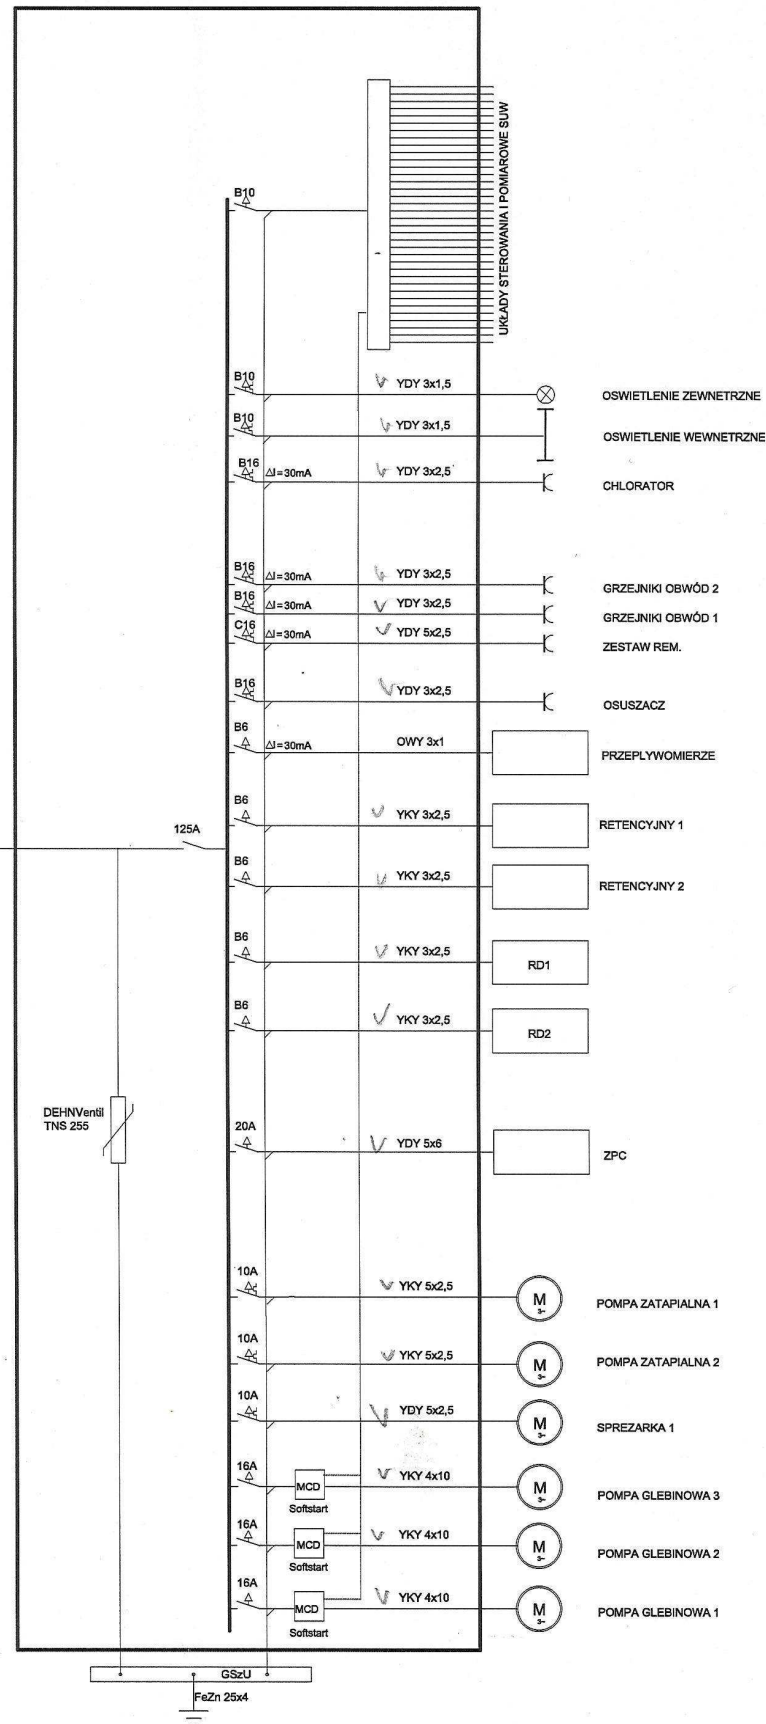 UKŁADY STEROWANIA I POMIAROWE SUW
B10
B10 YDY 3x1,5 OSWIETLENIE ZEWNETRZNE
B10 YDY 3x1,5 OSWIETLENIE WEWNETRZNE
B16 ΔI=30mA YDY 3x2,5 CHLORATOR
B16 ΔI=30mA YDY 3x2,5 GRZEJNIKI OBWÓD 2
B16 ΔI=30mA YDY 3x2,5 GRZEJNIKI OBWÓD 1
C16 ΔI=30mA YDY 5x2,5 ZESTAW REM.
B16 YDY 3x2,5 OSUSZACZ
B6 ΔI=30mA OWY 3x1 PRZEPLYWOMIERZE
B6 YKY 3x2,5 RETENCYJNY 1
125A
B6 YKY 3x2,5 RETENCYJNY 2
B6 YKY 3x2,5 RD1
B6 YKY 3x2,5 RD2
DEHNVentil
TNS 255
20A YDY 5x6 ZPC
10A YKY 5x2,5 M 3~ POMPA ZATAPIALNA 1
10A YKY 5x2,5 M 3~ POMPA ZATAPIALNA 2
10A YDY 5x2,5 M 3~ SPREZARKA 1
16A MCD YKY 4x10 M 3~ POMPA GLEBINOWA 3
Softstart
16A MCD YKY 4x10 M 3~ POMPA GLEBINOWA 2
Softstart
16A MCD YKY 4x10 M 3~ POMPA GLEBINOWA 1
Softstart
GSzU
FeZn 25x4